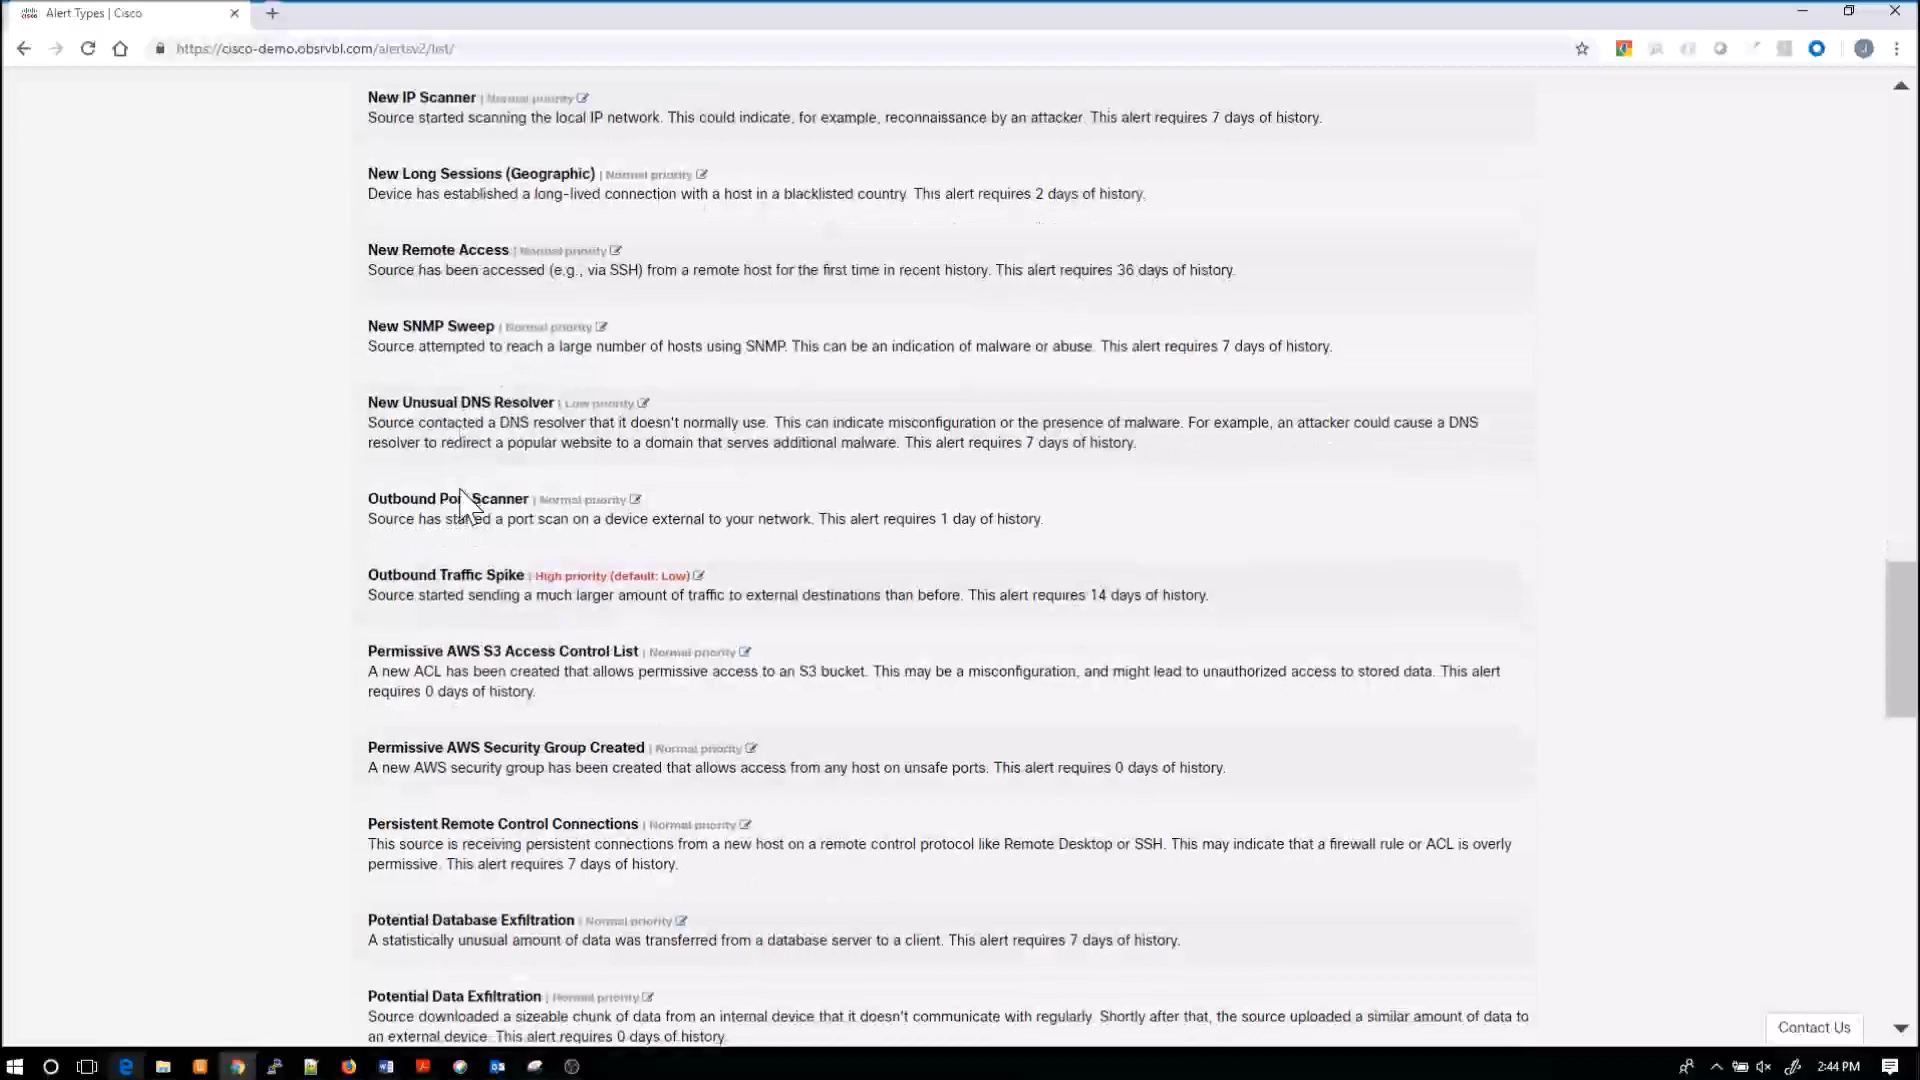 Alert Types | Cisco
https://cisco-demo.obsrvbl.com/alertsv2/list/
New IP Scanner | Normal priority
Source started scanning the local IP network. This could indicate, for example, reconnaissance by an attacker. This alert requires 7 days of history.
New Long Sessions (Geographic) | Normal priority
Device has established a long-lived connection with a host in a blacklisted country. This alert requires 2 days of history.
New Remote Access | Normal priority
Source has been accessed (e.g., via SSH) from a remote host for the first time in recent history. This alert requires 36 days of history.
New SNMP Sweep | Normal priority
Source attempted to reach a large number of hosts using SNMP. This can be an indication of malware or abuse. This alert requires 7 days of history.
New Unusual DNS Resolver | Low priority
Source contacted a DNS resolver that it doesn't normally use. This can indicate misconfiguration or the presence of malware. For example, an attacker could cause a DNS
resolver to redirect a popular website to a domain that serves additional malware. This alert requires 7 days of history.
Outbound Port Scanner | Normal priority
Source has started a port scan on a device external to your network. This alert requires 1 day of history.
Outbound Traffic Spike | High priority (default: Low)
Source started sending a much larger amount of traffic to external destinations than before. This alert requires 14 days of history.
Permissive AWS S3 Access Control List | Normal priority
A new ACL has been created that allows permissive access to an S3 bucket. This may be a misconfiguration, and might lead to unauthorized access to stored data. This alert
requires 0 days of history.
Permissive AWS Security Group Created | Normal priority
A new AWS security group has been created that allows access from any host on unsafe ports. This alert requires 0 days of history.
Persistent Remote Control Connections | Normal priority
This source is receiving persistent connections from a new host on a remote control protocol like Remote Desktop or SSH. This may indicate that a firewall rule or ACL is overly
permissive. This alert requires 7 days of history.
Potential Database Exfiltration | Normal priority
A statistically unusual amount of data was transferred from a database server to a client. This alert requires 7 days of history.
Potential Data Exfiltration | Normal priority
Source downloaded a sizeable chunk of data from an internal device that it doesn't communicate with regularly. Shortly after that, the source uploaded a similar amount of data to
an external device. This alert requires 0 days of history.
Contact Us
2:44 PM